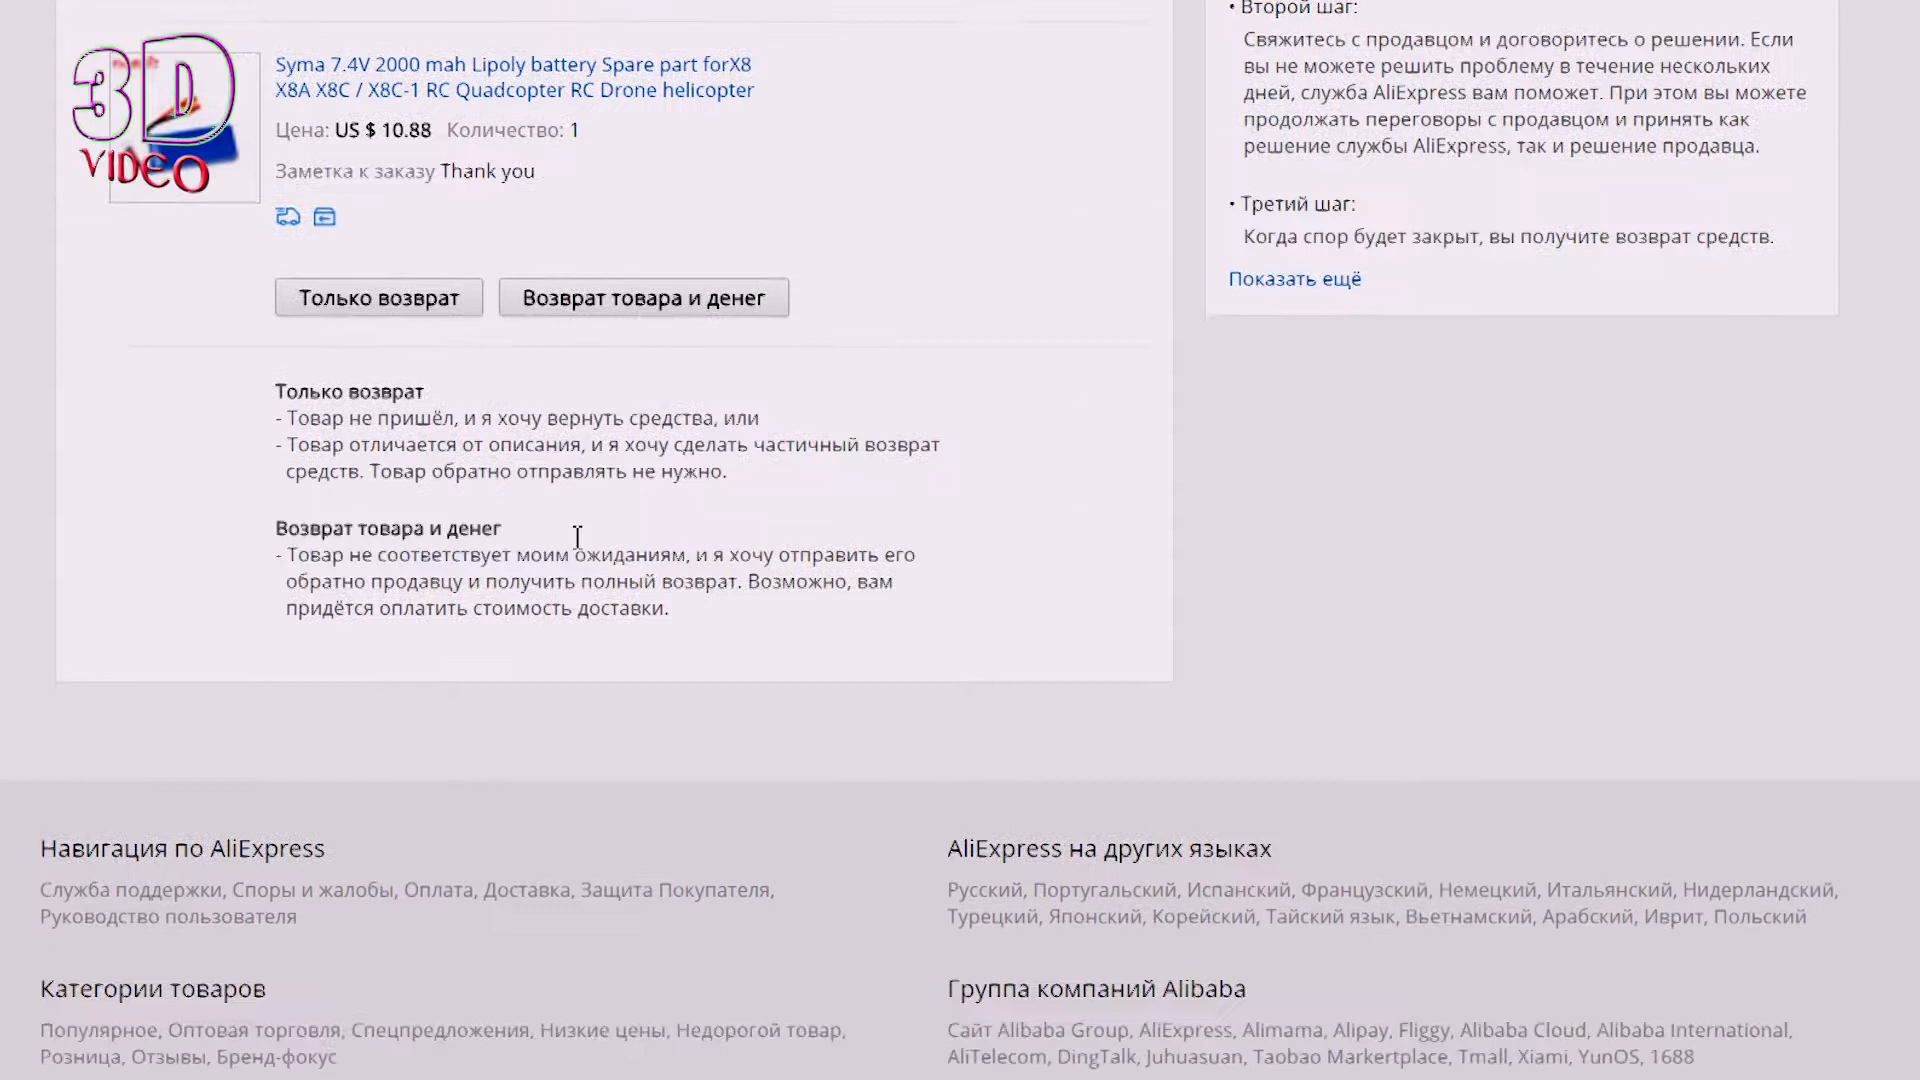 3D
VIDEO
Syma 7.4V 2000 mah Lipoly battery Spare part forX8
X8A X8C / X8C-1 RC Quadcopter RC Drone helicopter
Цена: US $ 10.88 Количество: 1
Заметка к заказу Thank you
Только возврат
Возврат товара и денег
Только возврат
- Товар не пришёл, и я хочу вернуть средства, или
- Товар отличается от описания, и я хочу сделать частичный возврат
средств. Товар обратно отправлять не нужно.
Возврат товара и денег
- Товар не соответствует моим ожиданиям, и я хочу отправить его
обратно продавцу и получить полный возврат. Возможно, вам
придётся оплатить стоимость доставки.
• Второй шаг:
Свяжитесь с продавцом и договоритесь о решении. Если
вы не можете решить проблему в течение нескольких
дней, служба AliExpress вам поможет. При этом вы можете
продолжать переговоры с продавцом и принять как
решение службы AliExpress, так и решение продавца.
• Третий шаг:
Когда спор будет закрыт, вы получите возврат средств.
Показать ещё
Навигация по AliExpress
Служба поддержки, Споры и жалобы, Оплата, Доставка, Защита Покупателя,
Руководство пользователя
AliExpress на других языках
Русский, Португальский, Испанский, Французский, Немецкий, Итальянский, Нидерландский,
Турецкий, Японский, Корейский, Тайский язык, Вьетнамский, Арабский, Иврит, Польский
Категории товаров
Популярное, Оптовая торговля, Спецпредложения, Низкие цены, Недорогой товар,
Розница, Отзывы, Бренд-фокус
Группа компаний Alibaba
Сайт Alibaba Group, AliExpress, Alimama, Alipay, Fliggy, Alibaba Cloud, Alibaba International,
AliTelecom, DingTalk, Juhuasuan, Taobao Markertplace, Tmall, Xiami, YunOS, 1688